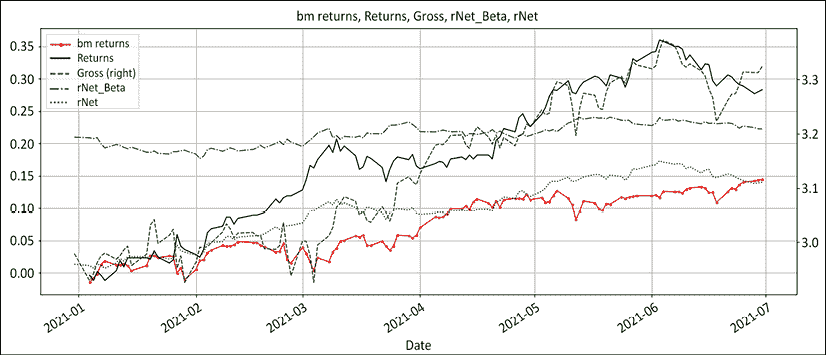 bm returns, Returns, Gross, rNet_Beta, rNet
bm returns
Returns
Gross (right)
rNet_Beta
rNet
0.35
0.30
0.25
0.20
0.15
0.10
0.05
0.00
3.3
3.2
3.1
3.0
2021-01
2021-02
2021-03
2021-04
2021-05
2021-06
2021-07
Date